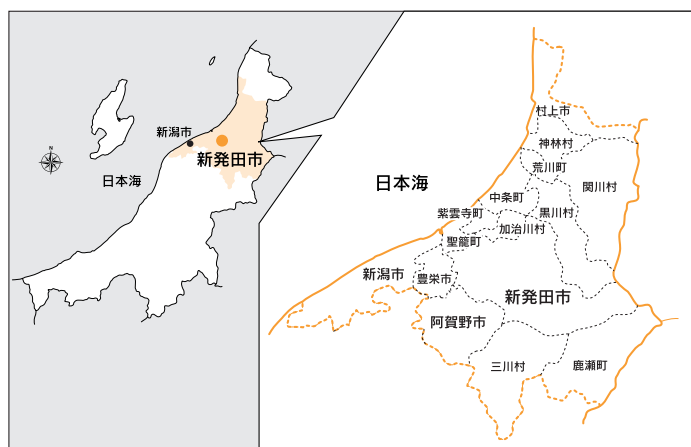 新潟市
新発田市
日本海
村上市
神林村
荒川町
関川村
日本海
中条町
紫雲寺町
黒川村
加治川村
聖籠町
新潟市
豊栄市
新発田市
阿賀野市
三川村
鹿瀬町